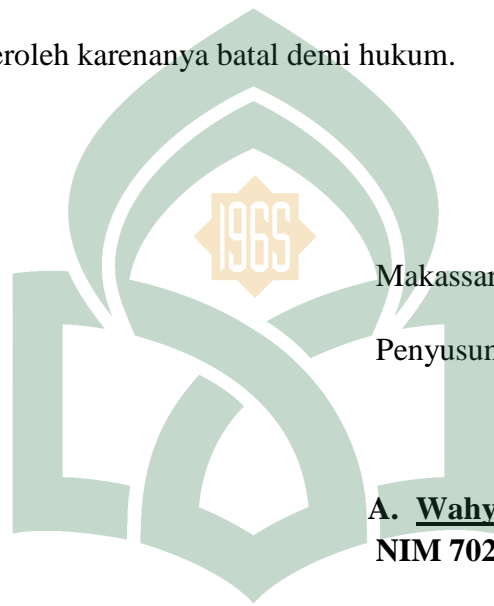 eroleh karenanya batal demi hukum.
1965
Makassar
Penyusun
A. Wahy
NIM 702